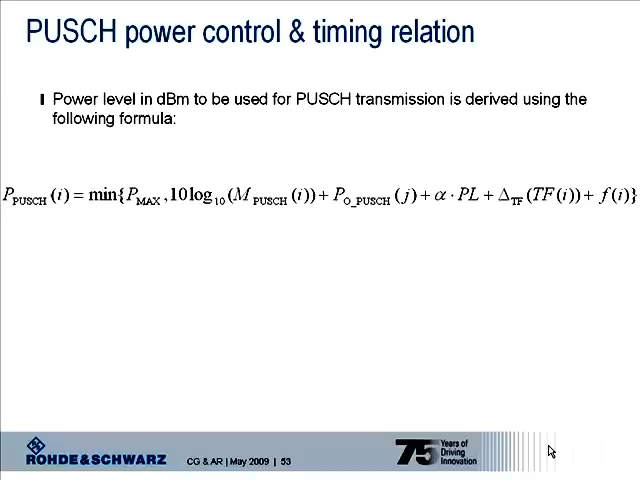 PUSCH power control & timing relation
Power level in dBm to be used for PUSCH transmission is derived using the
following formula:
P_PUSCH (i) = min{P_MAX , 10 log_10 (M_PUSCH (i)) + P_O_PUSCH (j) + α · PL + Δ_TF (TF(i)) + f(i)}
ROHDE & SCHWARZ
CG & AR | May 2009 | 53
75 Years of
Driving
Innovation